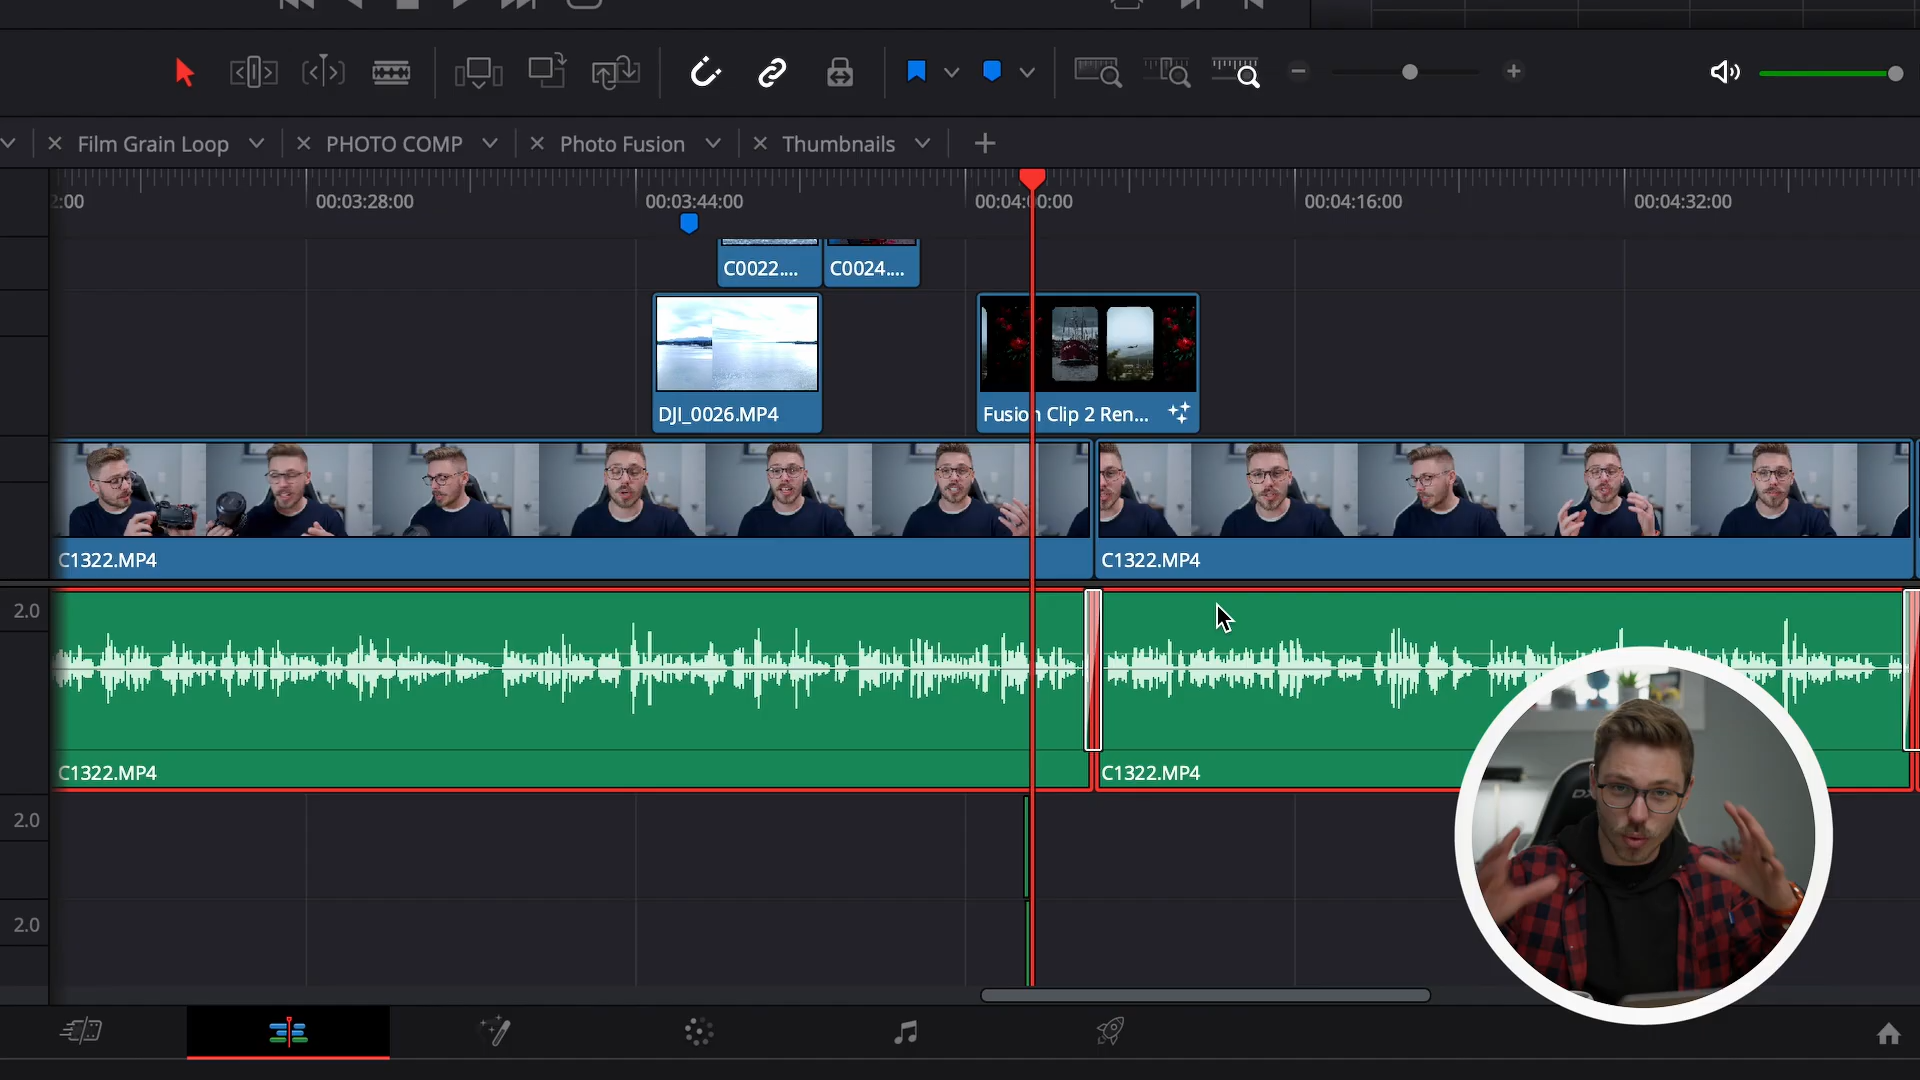 Film Grain Loop
PHOTO COMP
Photo Fusion
Thumbnails
2:00
00:03:28:00
00:03:44:00
00:04:00:00
00:04:16:00
00:04:32:00
C0022....
C0024....
DJI_0026.MP4
Fusion Clip 2 Ren...
C1322.MP4
C1322.MP4
2.0
C1322.MP4
C1322.MP4
2.0
2.0